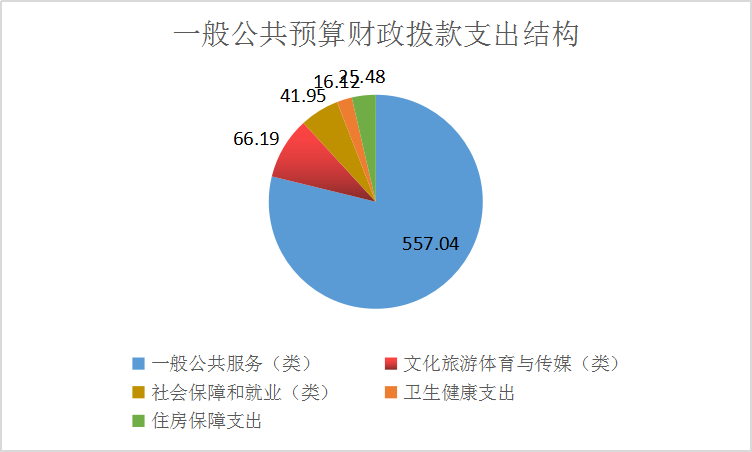 一般公共预算财政拨款支出结构
25.48
16.12
41.95
66.19
557.04
一般公共服务（类）
文化旅游体育与传媒（类）
社会保障和就业（类）
卫生健康支出
住房保障支出